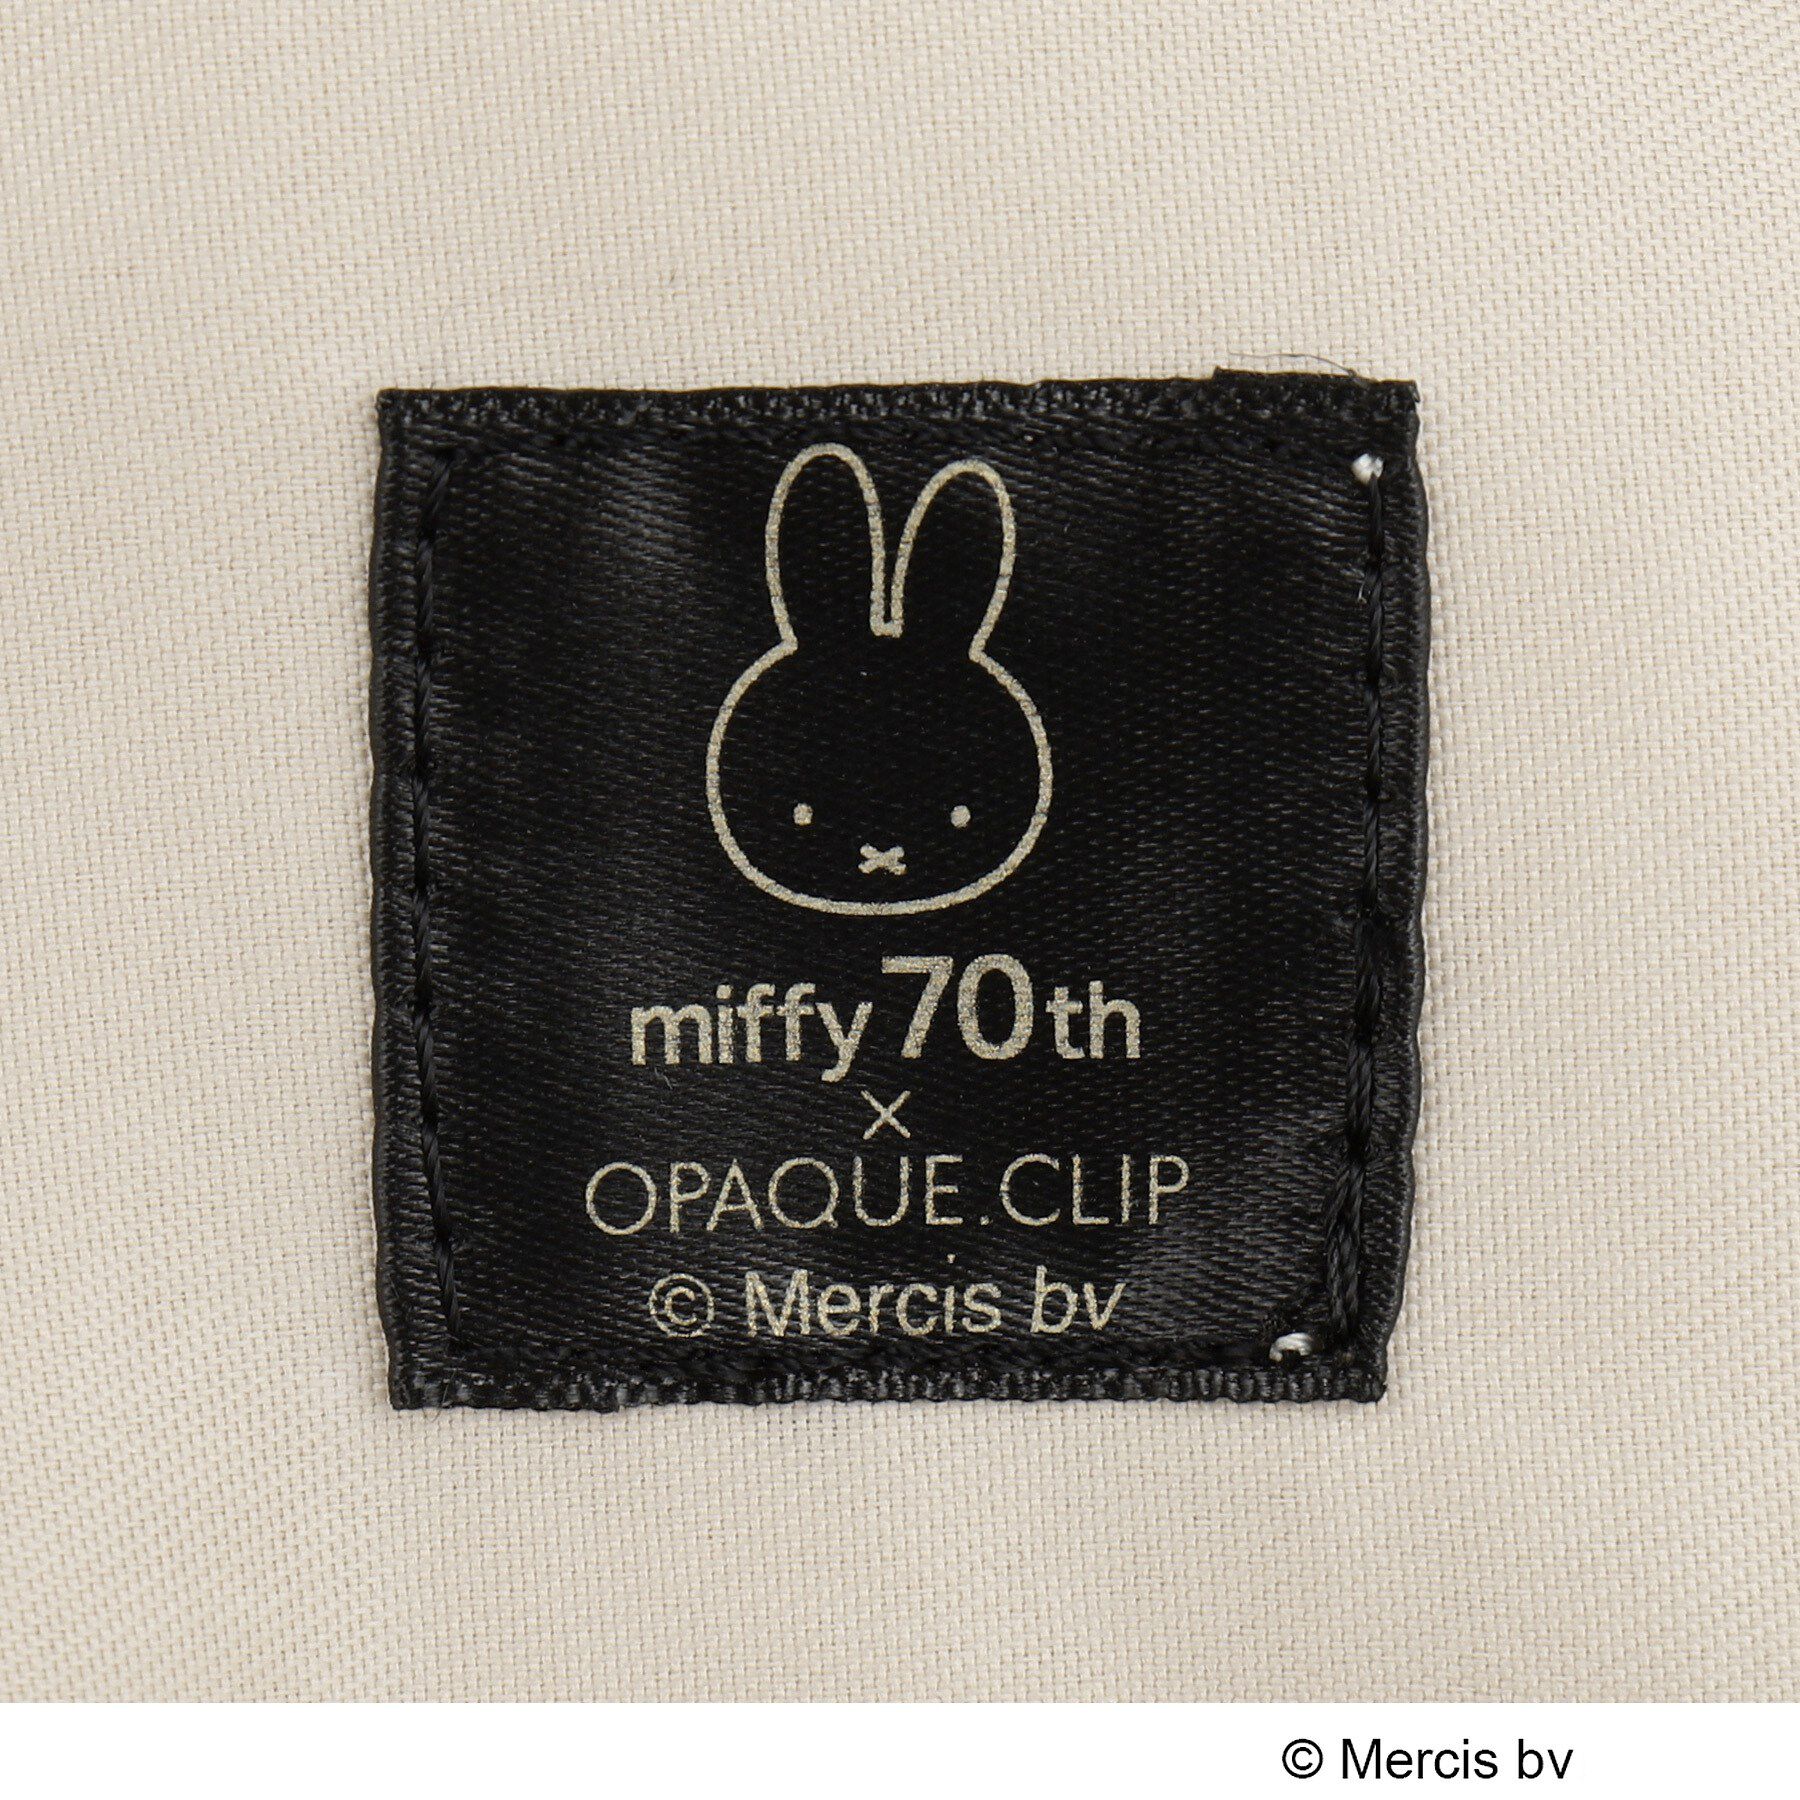 miffy 70th
×
OPAQUE.CLIP
© Mercis bv
© Mercis bv